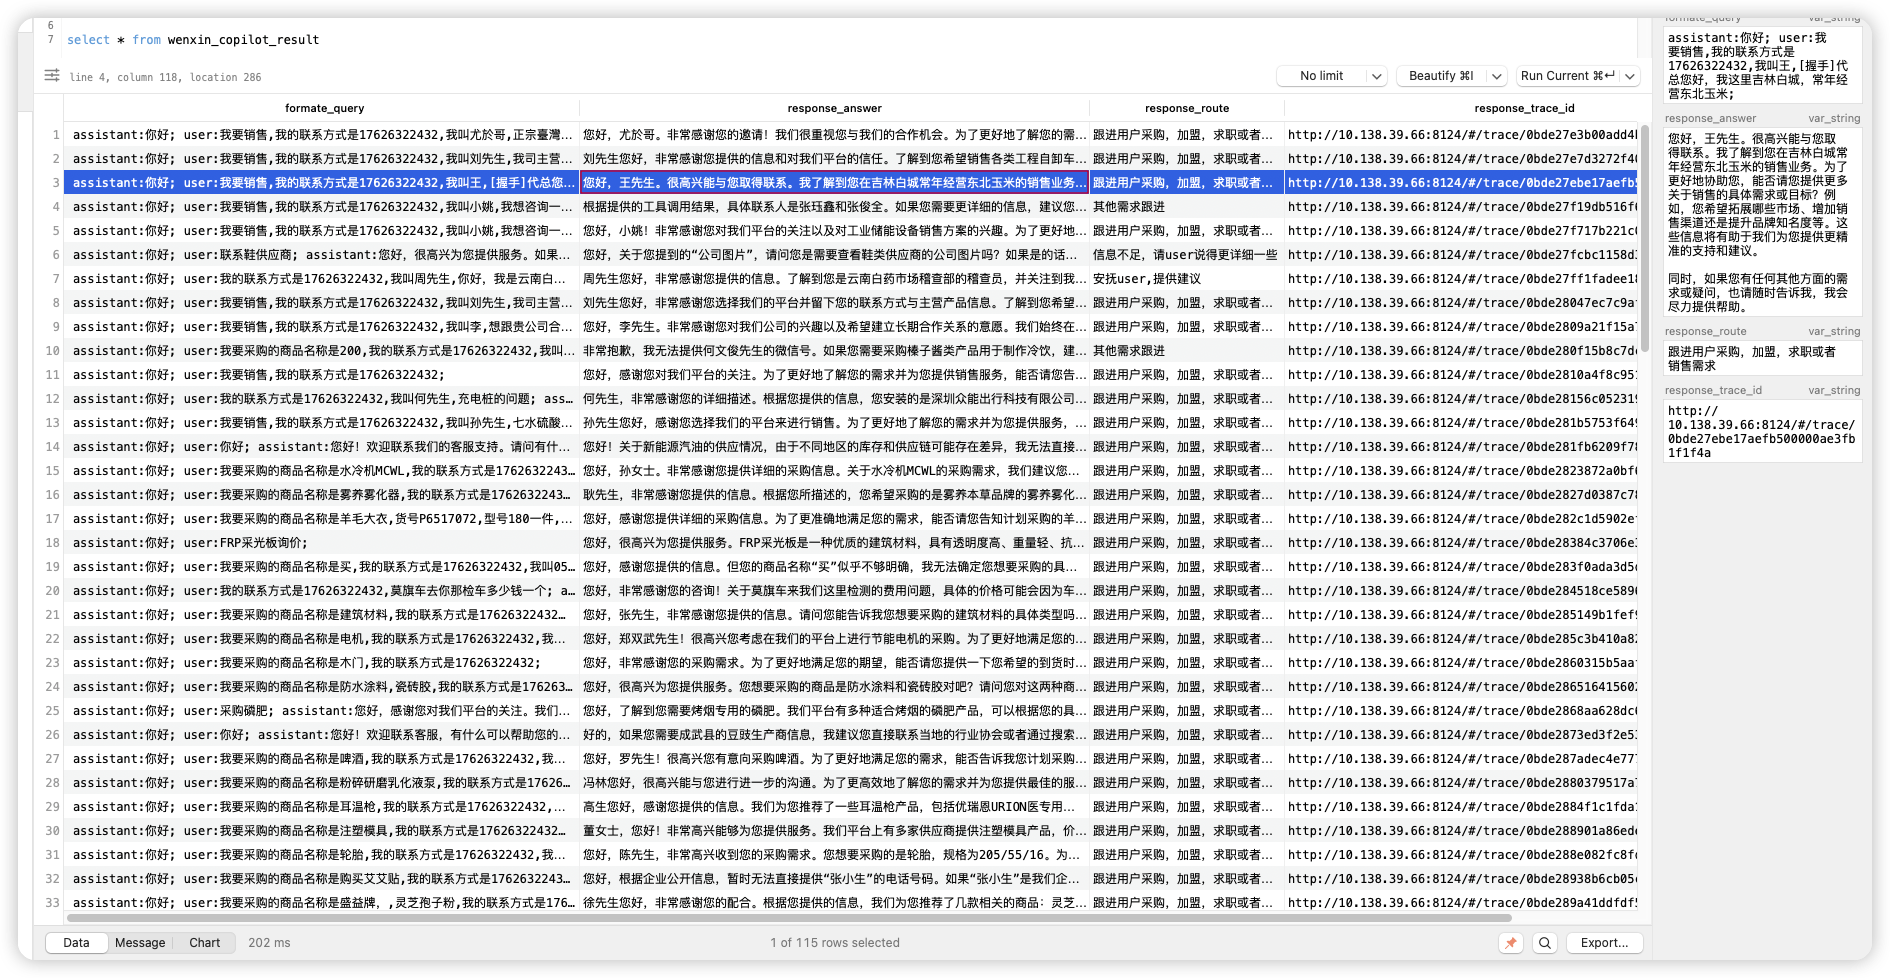 6
7 select * from wenxin_copilot_result
line 4, column 118, location 286
No limit
Beautify ⌘I
Run Current ⌘↵
formate_query response_answer response_route response_trace_id
1 assistant:你好; user:我要销售,我的联系方式是17626322432,我叫尤於哥,正宗臺灣... 您好，尤於哥。非常感谢您的邀请！我们很重视您与我们的合作机会。为了更好地了解您的需... 跟进用户采购，加盟，求职或者... http://10.138.39.66:8124/#/trace/0bde27e3b00add4
2 assistant:你好; user:我要销售,我的联系方式是17626322432,我叫刘先生,我司主营... 刘先生您好，非常感谢您提供的信息和对我们平台的信任。了解到您希望销售各类工程自卸车... 跟进用户采购，加盟，求职或者... http://10.138.39.66:8124/#/trace/0bde27e7d3272f4
3 assistant:你好; user:我要销售,我的联系方式是17626322432,我叫王,[握手]代总您... 您好，王先生。很高兴能与您取得联系。我了解到您在吉林白城常年经营东北玉米的销售业务... 跟进用户采购，加盟，求职或者... http://10.138.39.66:8124/#/trace/0bde27ebe17aefb5
4 assistant:你好; user:我要销售,我的联系方式是17626322432,我叫小姚,我想咨询一... 根据提供的工具调用结果，具体联系人是张珏鑫和张俊全。如果您需要更详细的信息，建议您... 其他需求跟进 http://10.138.39.66:8124/#/trace/0bde27f19db516f
5 assistant:你好; user:我要销售,我的联系方式是17626322432,我叫小姚,我想咨询一... 您好，小姚！非常感谢您对我们平台的关注以及对工业储能设备销售方案的兴趣。为了更好地... 跟进用户采购，加盟，求职或者... http://10.138.39.66:8124/#/trace/0bde27f717b221c
6 assistant:你好; user:联系鞋供应商; assistant:您好，很高兴为您提供服务。如果... 您好，关于您提到的“公司图片”，请问您是需要查看鞋类供应商的公司图片吗？如果是的话... 信息不足，请user说得更详细一些 http://10.138.39.66:8124/#/trace/0bde27fcbc1158d
7 assistant:你好; user:我的联系方式是17626322432,我叫周先生,你好，我是云南白... 周先生您好，非常感谢您提供的信息。了解到您是云南白药市场稽查部的稽查员，并关注到我... 安抚user,提供建议 http://10.138.39.66:8124/#/trace/0bde27ff1fadee18
8 assistant:你好; user:我要销售,我的联系方式是17626322432,我叫刘先生,我司主营... 刘先生您好，非常感谢您选择我们的平台并留下您的联系方式与主营产品信息。了解到您希望... 跟进用户采购，加盟，求职或者... http://10.138.39.66:8124/#/trace/0bde28047ec7c9a
9 assistant:你好; user:我要销售,我的联系方式是17626322432,我叫李,想跟贵公司合... 您好，李先生。非常感谢您对我们公司的兴趣以及希望建立长期合作关系的意愿。我们始终在... 跟进用户采购，加盟，求职或者... http://10.138.39.66:8124/#/trace/0bde2809a21f15a
10 assistant:你好; user:我要采购的商品名称是200,我的联系方式是17626322432,我叫... 非常抱歉，我无法提供何文俊先生的微信号。如果您需要采购榛子酱类产品用于制作冷饮，建... 其他需求跟进 http://10.138.39.66:8124/#/trace/0bde280f15b8c7d
11 assistant:你好; user:我要销售,我的联系方式是17626322432; 您好，感谢您对我们平台的关注。为了更好地了解您的需求并为您提供销售服务，能否请您告... 跟进用户采购，加盟，求职或者... http://10.138.39.66:8124/#/trace/0bde2810a4f8c951
12 assistant:你好; user:我的联系方式是17626322432,我叫何先生,充电桩的问题; ass... 何先生，非常感谢您的详细描述。根据您提供的信息，您安装的是深圳众能出行科技有限公司... 跟进用户采购，加盟，求职或者... http://10.138.39.66:8124/#/trace/0bde28156c052319
13 assistant:你好; user:我要销售,我的联系方式是17626322432,我叫孙先生,七水硫酸... 孙先生您好，感谢您选择我们的平台来进行销售。为了更好地了解您的需求并为您提供服务，... 跟进用户采购，加盟，求职或者... http://10.138.39.66:8124/#/trace/0bde281b5753f649
14 assistant:你好; user:你好; assistant:您好！欢迎联系我们的客服支持。请问有什... 您好！关于新能源汽油的供应情况，由于不同地区的库存和供应链可能存在差异，我无法直接... 跟进用户采购，加盟，求职或者... http://10.138.39.66:8124/#/trace/0bde281fb6209f78
15 assistant:你好; user:我要采购的商品名称是水冷机MCWL,我的联系方式是1762632243... 您好，孙女士。非常感谢您提供详细的采购信息。关于水冷机MCWL的采购需求，我们建议您... 跟进用户采购，加盟，求职或者... http://10.138.39.66:8124/#/trace/0bde2823872a0bf
16 assistant:你好; user:我要采购的商品名称是雾养雾化器,我的联系方式是1762632243... 耿先生，非常感谢您提供的信息。根据您所描述的，您希望采购的是雾养本草品牌的雾养雾化... 跟进用户采购，加盟，求职或者... http://10.138.39.66:8124/#/trace/0bde2827d0387c78
17 assistant:你好; user:我要采购的商品名称是羊毛大衣,货号P6517072,型号180一件,... 您好，感谢您提供详细的采购信息。为了更准确地满足您的需求，能否请您告知计划采购的羊... 跟进用户采购，加盟，求职或者... http://10.138.39.66:8124/#/trace/0bde282c1d5902e
18 assistant:你好; user:FRP采光板询价; 您好，很高兴为您提供服务。FRP采光板是一种优质的建筑材料，具有透明度高、重量轻、抗... 跟进用户采购，加盟，求职或者... http://10.138.39.66:8124/#/trace/0bde28384c3706e
19 assistant:你好; user:我要采购的商品名称是买,我的联系方式是17626322432,我叫05... 您好，感谢您提供的信息。但您的商品名称“买”似乎不够明确，我无法确定您想要采购的具... 跟进用户采购，加盟，求职或者... http://10.138.39.66:8124/#/trace/0bde283f0ada3d5
20 assistant:你好; user:我的联系方式是17626322432,莫旗车去你那检车多少钱一个; a... 您好，非常感谢您的咨询！关于莫旗车来我们这里检测的费用问题，具体的价格可能会因为车... 跟进用户采购，加盟，求职或者... http://10.138.39.66:8124/#/trace/0bde284518ce5896
21 assistant:你好; user:我要采购的商品名称是建筑材料,我的联系方式是17626322432... 您好，张先生，非常感谢您提供的信息。请问您能告诉我您想要采购的建筑材料的具体类型吗... 跟进用户采购，加盟，求职或者... http://10.138.39.66:8124/#/trace/0bde285149b1fef
22 assistant:你好; user:我要采购的商品名称是电机,我的联系方式是17626322432,我... 您好，郑双武先生！很高兴您考虑在我们的平台上进行节能电机的采购。为了更好地满足您的... 跟进用户采购，加盟，求职或者... http://10.138.39.66:8124/#/trace/0bde285c3b410a82
23 assistant:你好; user:我要采购的商品名称是木门,我的联系方式是17626322432; 您好，非常感谢您的采购需求。为了更好地满足您的期望，能否请您提供一下您希望的到货时... 跟进用户采购，加盟，求职或者... http://10.138.39.66:8124/#/trace/0bde2860315b5aa
24 assistant:你好; user:我要采购的商品名称是防水涂料,瓷砖胶,我的联系方式是176263... 您好，很高兴为您提供服务。您想要采购的商品是防水涂料和瓷砖胶对吧？请问您对这两种商... 跟进用户采购，加盟，求职或者... http://10.138.39.66:8124/#/trace/0bde286516415602
25 assistant:你好; user:采购磷肥; assistant:您好，感谢您对我们平台的关注。我们... 您好，了解到您需要烤烟专用的磷肥。我们平台有多种适合烤烟的磷肥产品，可以根据您的具... 跟进用户采购，加盟，求职或者... http://10.138.39.66:8124/#/trace/0bde2868aa628dc
26 assistant:你好; user:你好; assistant:您好！欢迎联系客服，有什么可以帮助您的... 好的，如果您需要成武县的豆豉生产商信息，我建议您直接联系当地的行业协会或者通过搜索... 跟进用户采购，加盟，求职或者... http://10.138.39.66:8124/#/trace/0bde2873ed3f2e53
27 assistant:你好; user:我要采购的商品名称是啤酒,我的联系方式是17626322432,我... 您好，罗先生！很高兴您有意向采购啤酒。为了更好地满足您的需求，能否告诉我您计划采购... 跟进用户采购，加盟，求职或者... http://10.138.39.66:8124/#/trace/0bde287adec4e777
28 assistant:你好; user:我要采购的商品名称是粉碎研磨乳化液泵,我的联系方式是17626... 冯林您好，很高兴能与您进行进一步的沟通。为了更高效地了解您的需求并为您提供最佳的服... 跟进用户采购，加盟，求职或者... http://10.138.39.66:8124/#/trace/0bde2880379517a
29 assistant:你好; user:我要采购的商品名称是耳温枪,我的联系方式是17626322432,... 高生您好，感谢您提供的信息。我们为您推荐了一些耳温枪产品，包括优瑞恩URION医专用... 跟进用户采购，加盟，求职或者... http://10.138.39.66:8124/#/trace/0bde2884f1c1fda
30 assistant:你好; user:我要采购的商品名称是注塑模具,我的联系方式是17626322432... 董女士，您好！非常高兴能够为您提供服务。我们平台上有多家供应商提供注塑模具产品，价... 跟进用户采购，加盟，求职或者... http://10.138.39.66:8124/#/trace/0bde288901a86ed
31 assistant:你好; user:我要采购的商品名称是轮胎,我的联系方式是17626322432,我... 您好，陈先生，非常高兴收到您的采购需求。您想要采购的是轮胎，规格为205/55/16。为... 跟进用户采购，加盟，求职或者... http://10.138.39.66:8124/#/trace/0bde288e082fc8f
32 assistant:你好; user:我要采购的商品名称是购买艾艾贴,我的联系方式是1762632243... 您好，根据企业公开信息，暂时无法直接提供“张小生”的电话号码。如果“张小生”是我们企... 跟进用户采购，加盟，求职或者... http://10.138.39.66:8124/#/trace/0bde28938b6cb05
33 assistant:你好; user:我要采购的商品名称是盛益牌，,灵芝孢子粉,我的联系方式是176... 徐先生您好，非常感谢您的配合。根据您提供的信息，我们为您推荐了几款相关的商品：灵芝... 跟进用户采购，加盟，求职或者... http://10.138.39.66:8124/#/trace/0bde289a41ddfdf
Data Message Chart 202 ms
1 of 115 rows selected
Export...
formate_query var_string
assistant:你好; user:我
要销售,我的联系方式是
17626322432,我叫王,[握手]代
总您好，我这里吉林白城，常年经
营东北玉米;
response_answer var_string
您好，王先生。很高兴能与您取
得联系。我了解到您在吉林白城常
年经营东北玉米的销售业务。为了
更好地协助您，能否请您提供更多
关于销售的具体需求或目标？例
如，您希望拓展哪些市场、增加销
售渠道还是提升品牌知名度等。这
些信息将有助于我们为您提供更精
准的支持和建议。
同时，如果您有任何其他方面的需
求或疑问，也请随时告诉我，我会
尽力提供帮助。
response_route var_string
跟进用户采购，加盟，求职或者
销售需求
response_trace_id var_string
http://
10.138.39.66:8124/#/trace/
0bde27ebe17aefb500000ae3fb
1f1f4a